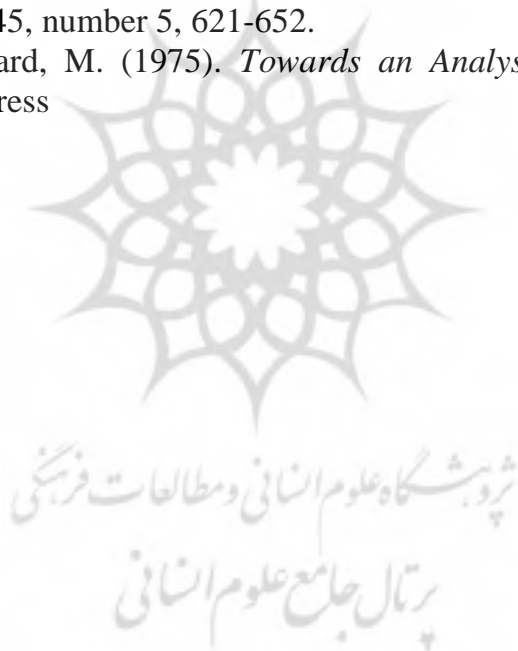 45, number 5, 621-652.
ard, M. (1975). Towards an Analys
ress
پژوهشگاه علوم انسانی و مطالعات فرهنگی
پرتال جامع علوم انسانی